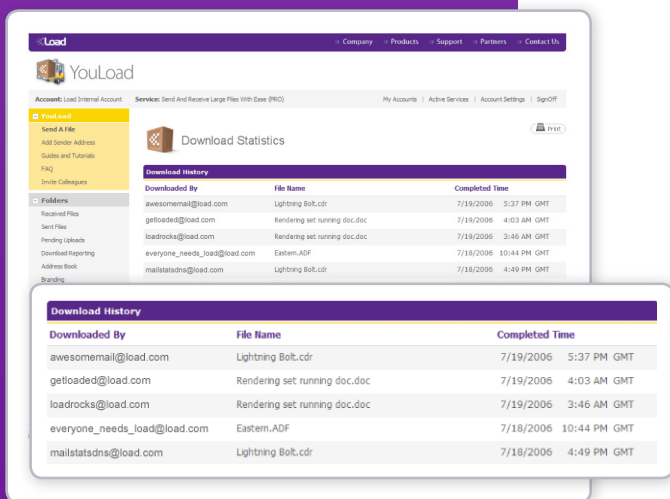 Load
Company Products Support Partners Contact Us
YouLoad
Account: Load Internal Account Service: Send And Receive Large Files With Ease (PRO) My Accounts | Active Services | Account Settings | SignOff
YouLoad
Send A File
Add Sender Address
Guides and Tutorials
FAQ
Invite Colleagues
Folders
Received Files
Sent Files
Pending Uploads
Download Reporting
Address Book
Branding
Print
Download Statistics
Download History
Downloaded By File Name Completed Time
awesomemail@load.com Lightning Bolt.cdr 7/19/2006 5:37 PM GMT
getloaded@load.com Rendering set running doc.doc 7/19/2006 4:03 AM GMT
loadrocks@load.com Rendering set running doc.doc 7/19/2006 3:46 AM GMT
everyone_needs_load@load.com Eastern.ADF 7/18/2006 10:44 PM GMT
mailstatsdns@load.com Lightning Bolt.cdr 7/18/2006 4:49 PM GMT
Download History
Downloaded By File Name Completed Time
awesomemail@load.com Lightning Bolt.cdr 7/19/2006 5:37 PM GMT
getloaded@load.com Rendering set running doc.doc 7/19/2006 4:03 AM GMT
loadrocks@load.com Rendering set running doc.doc 7/19/2006 3:46 AM GMT
everyone_needs_load@load.com Eastern.ADF 7/18/2006 10:44 PM GMT
mailstatsdns@load.com Lightning Bolt.cdr 7/18/2006 4:49 PM GMT